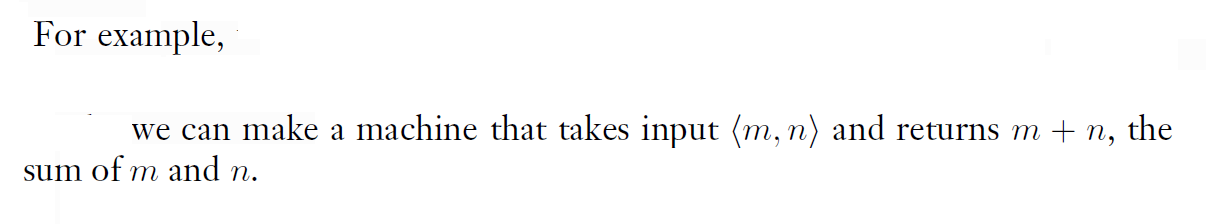 For example,
we can make a machine that takes input ⟨m, n⟩ and returns m + n, the
sum of m and n.